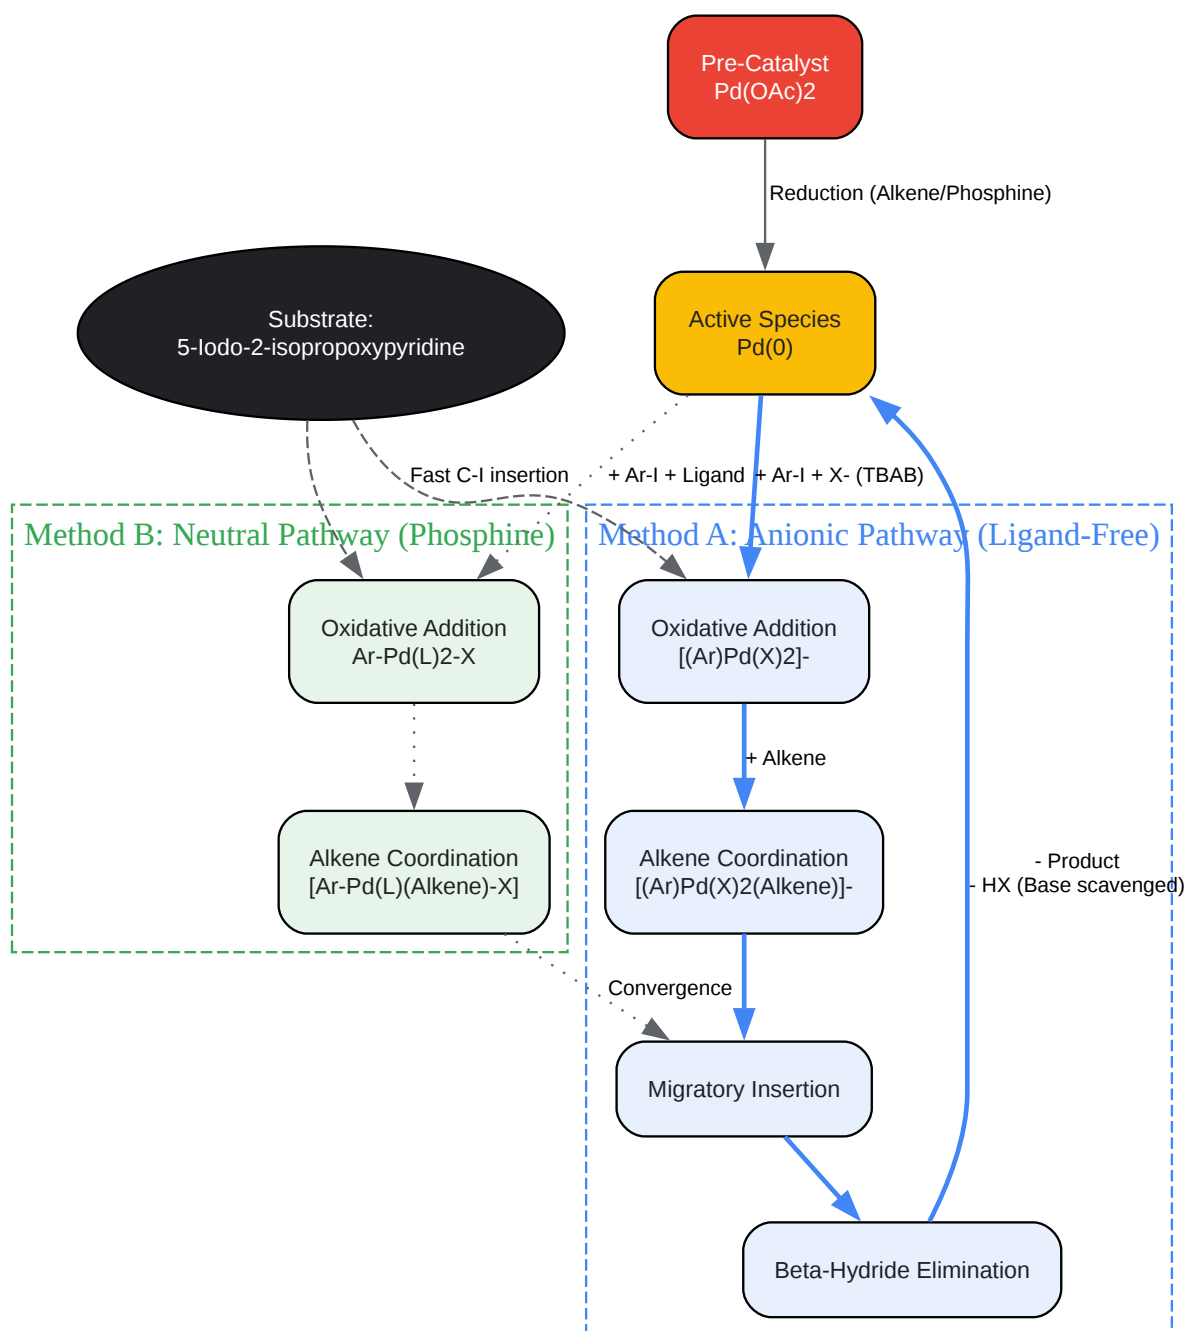 Pre-Catalyst
Pd(OAc)2
Reduction (Alkene/Phosphine)
Substrate:
5-Iodo-2-isopropoxypyridine
Active Species
Pd(0)
Fast C-I insertion
+ Ar-I + Ligand
+ Ar-I + X- (TBAB)
Method B: Neutral Pathway (Phosphine)
Method A: Anionic Pathway (Ligand-Free)
Oxidative Addition
Ar-Pd(L)2-X
Oxidative Addition
[(Ar)Pd(X)2]-
+ Alkene
Alkene Coordination
[Ar-Pd(L)(Alkene)-X]
Alkene Coordination
[(Ar)Pd(X)2(Alkene)]-
- Product
- HX (Base scavenged)
Convergence
Migratory Insertion
Beta-Hydride Elimination